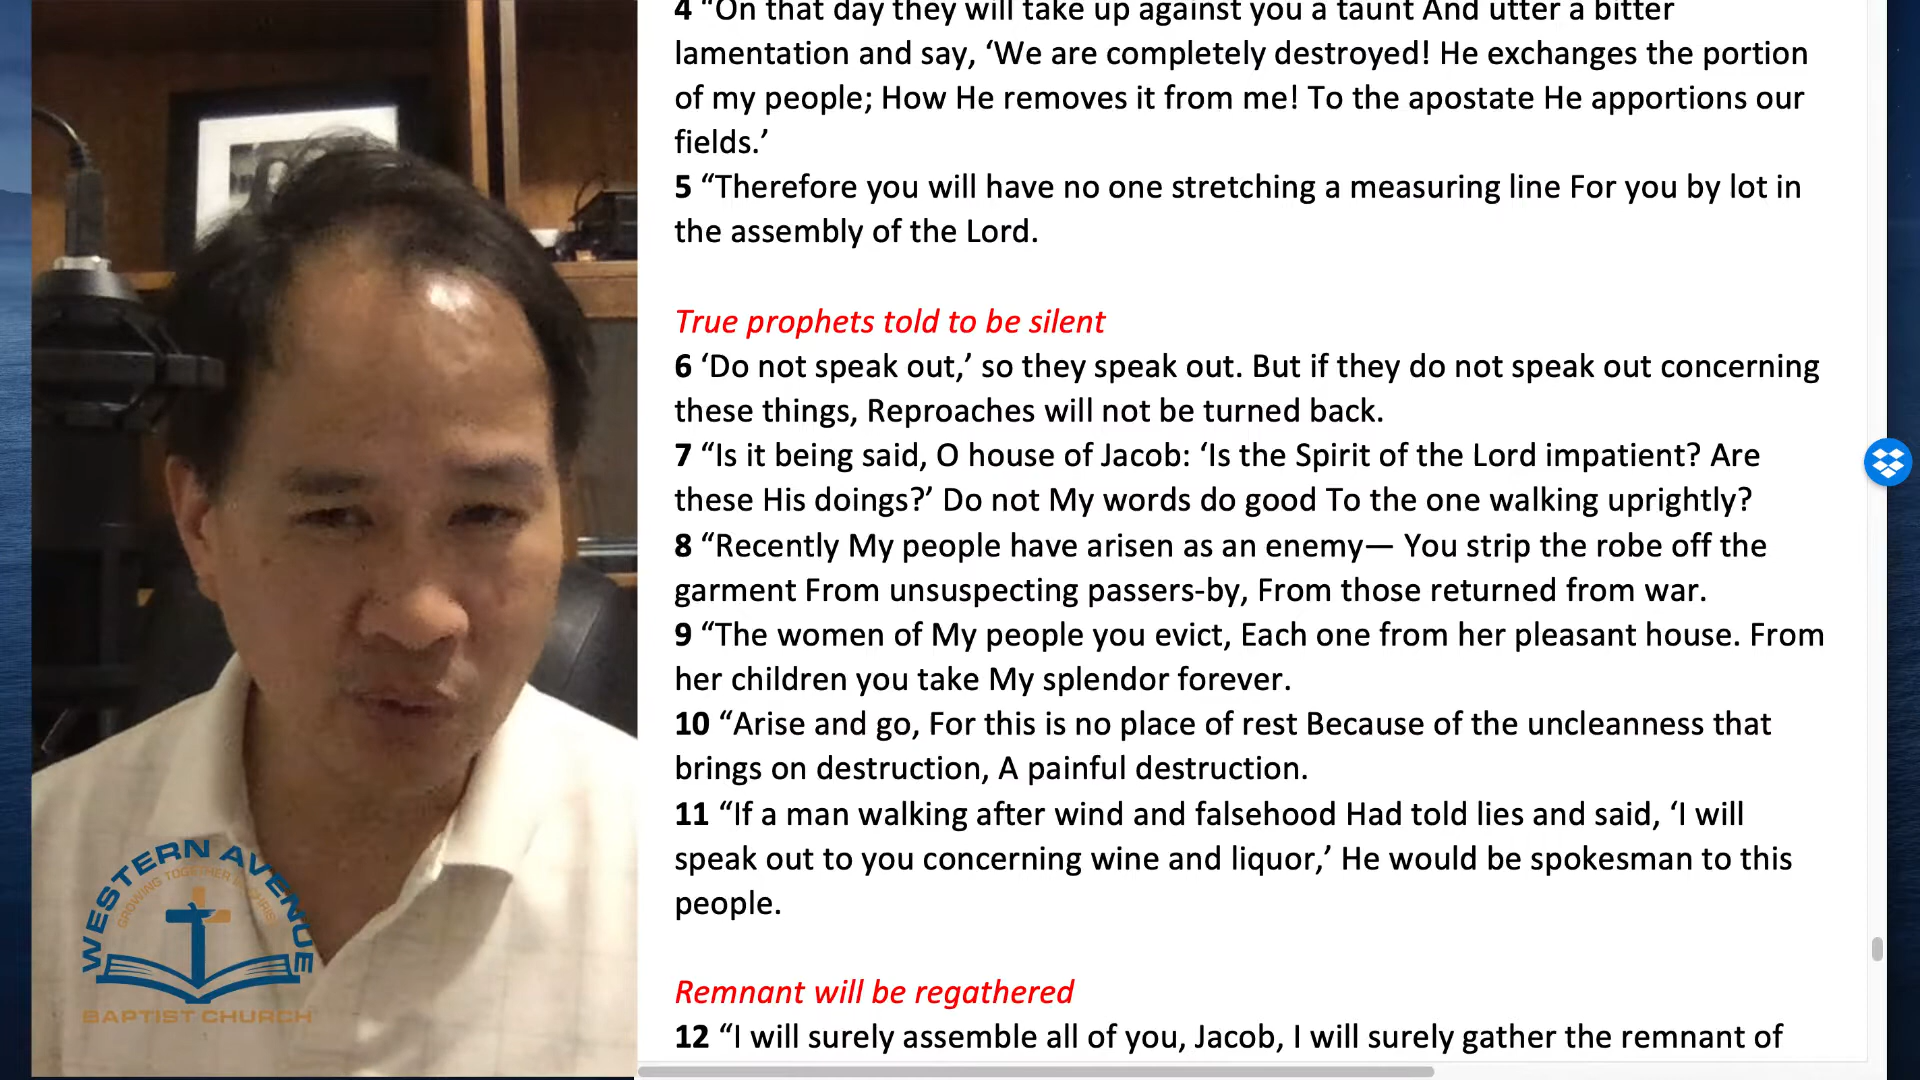 4 “On that day they will take up against you a taunt And utter a bitter
lamentation and say, ‘We are completely destroyed! He exchanges the portion
of my people; How He removes it from me! To the apostate He apportions our
fields.’
5 “Therefore you will have no one stretching a measuring line For you by lot in
the assembly of the Lord.
True prophets told to be silent
6 ‘Do not speak out,’ so they speak out. But if they do not speak out concerning
these things, Reproaches will not be turned back.
7 “Is it being said, O house of Jacob: ‘Is the Spirit of the Lord impatient? Are
these His doings?’ Do not My words do good To the one walking uprightly?
8 “Recently My people have arisen as an enemy— You strip the robe off the
garment From unsuspecting passers-by, From those returned from war.
9 “The women of My people you evict, Each one from her pleasant house. From
her children you take My splendor forever.
10 “Arise and go, For this is no place of rest Because of the uncleanness that
brings on destruction, A painful destruction.
11 “If a man walking after wind and falsehood Had told lies and said, ‘I will
speak out to you concerning wine and liquor,’ He would be spokesman to this
people.
Remnant will be regathered
12 “I will surely assemble all of you, Jacob, I will surely gather the remnant of
WESTERN AVENUE
GROWING TOGETHER IN CHRIST
BAPTIST CHURCH